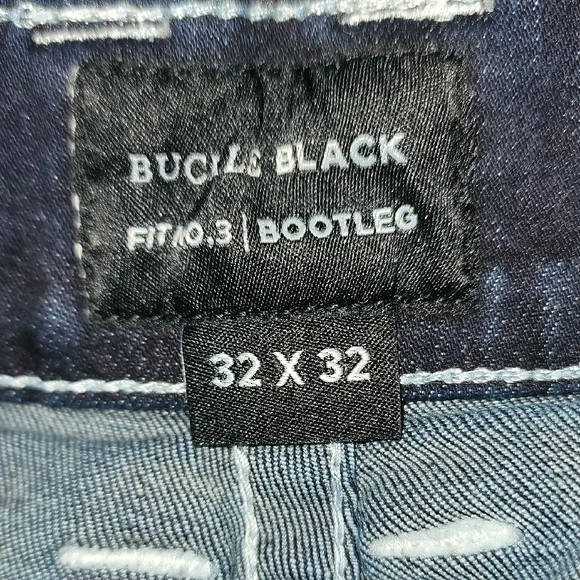 BUCKLE BLACK
FIT NO.3 | BOOTLEG
32 X 32